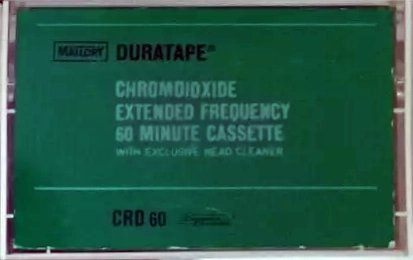 MALLORY DURATAPE®
CHROMDIOXIDE
EXTENDED FREQUENCY
60 MINUTE CASSETTE
WITH EXCLUSIVE HEAD CLEANER
CRD 60